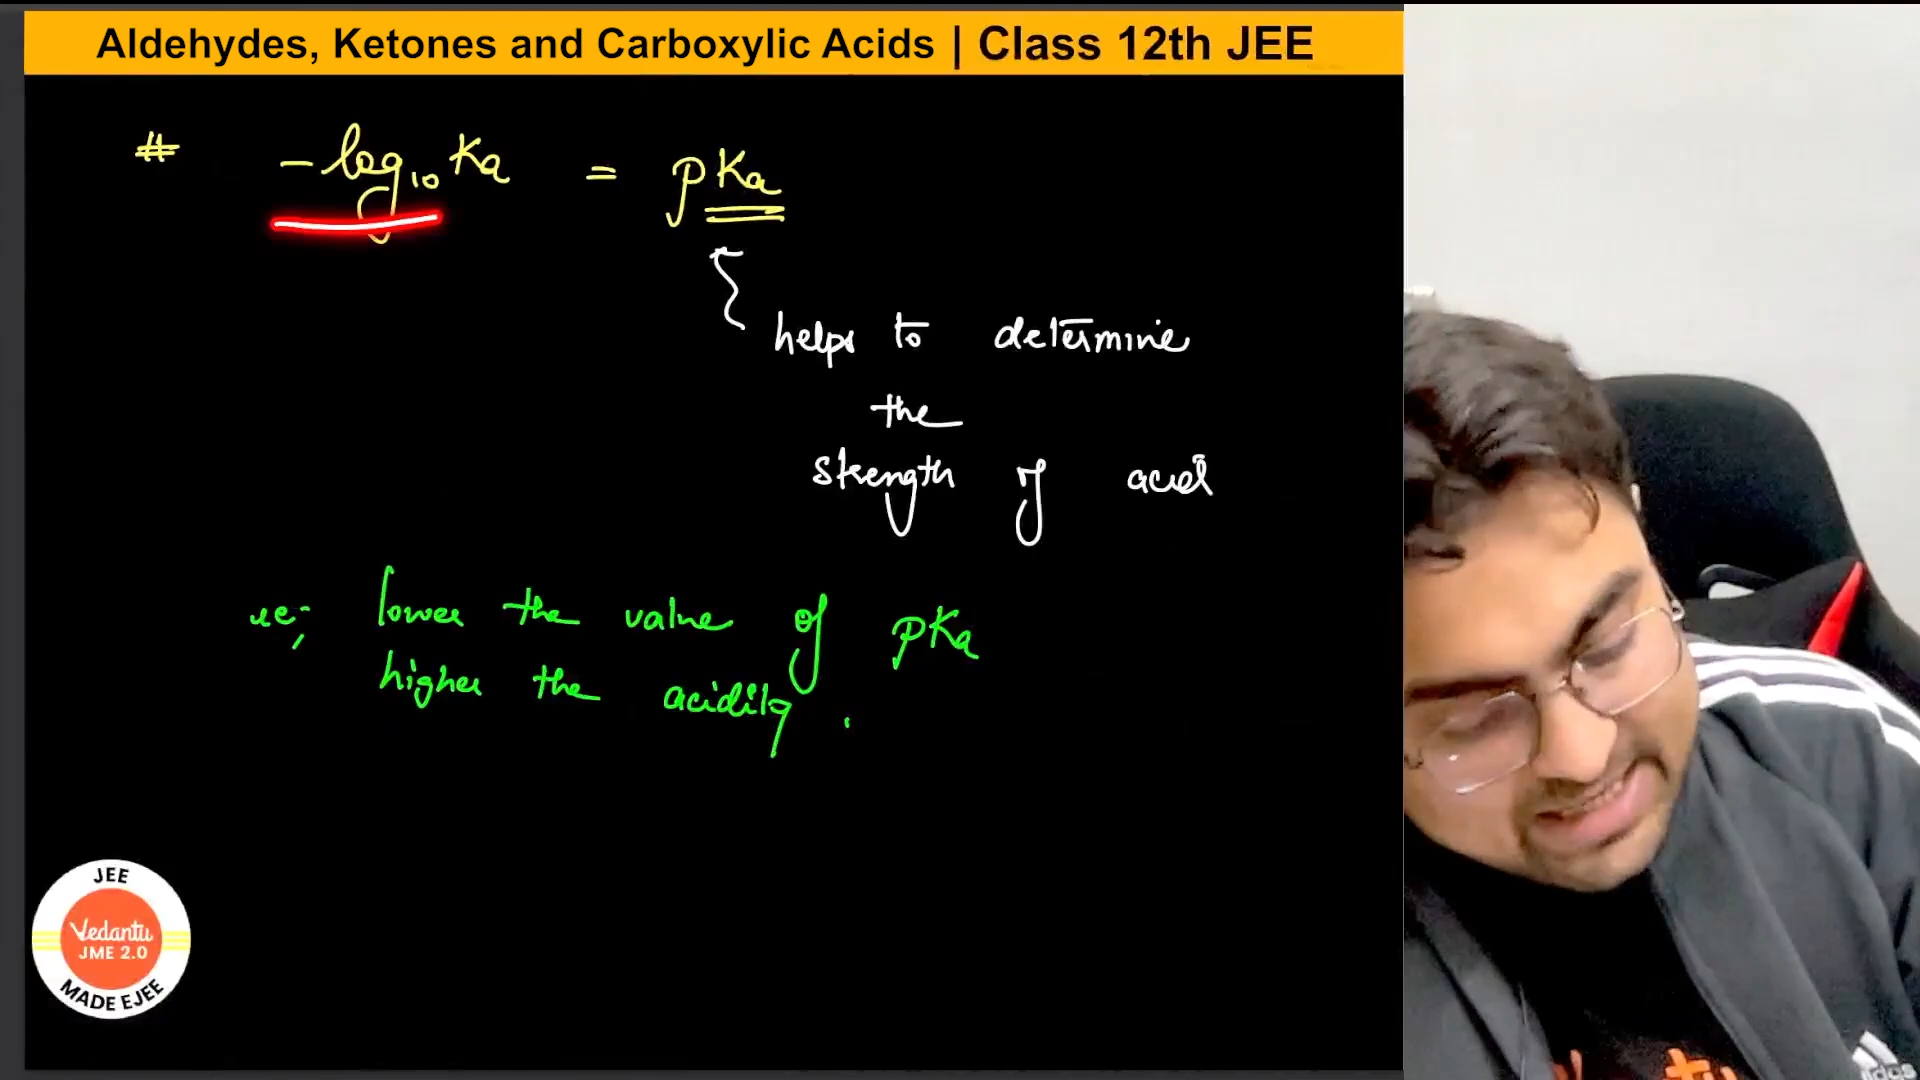 Aldehydes, Ketones and Carboxylic Acids | Class 12th JEE
# -log₁₀ Ka = pKa
helps to determine
the
strength of acid
ie; lower the value of pKa
higher the acidity.
JEE
Vedantu
JME 2.0
MADE EJEE
adidas